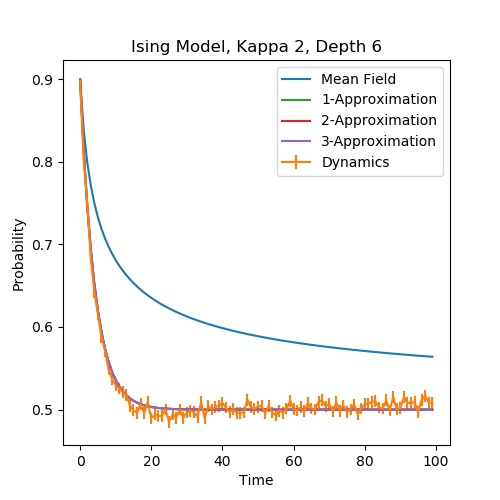 Ising Model, Kappa 2, Depth 6
Mean Field
1-Approximation
2-Approximation
3-Approximation
Dynamics
Probability
0.9
0.8
0.7
0.6
0.5
0
20
40
60
80
100
Time